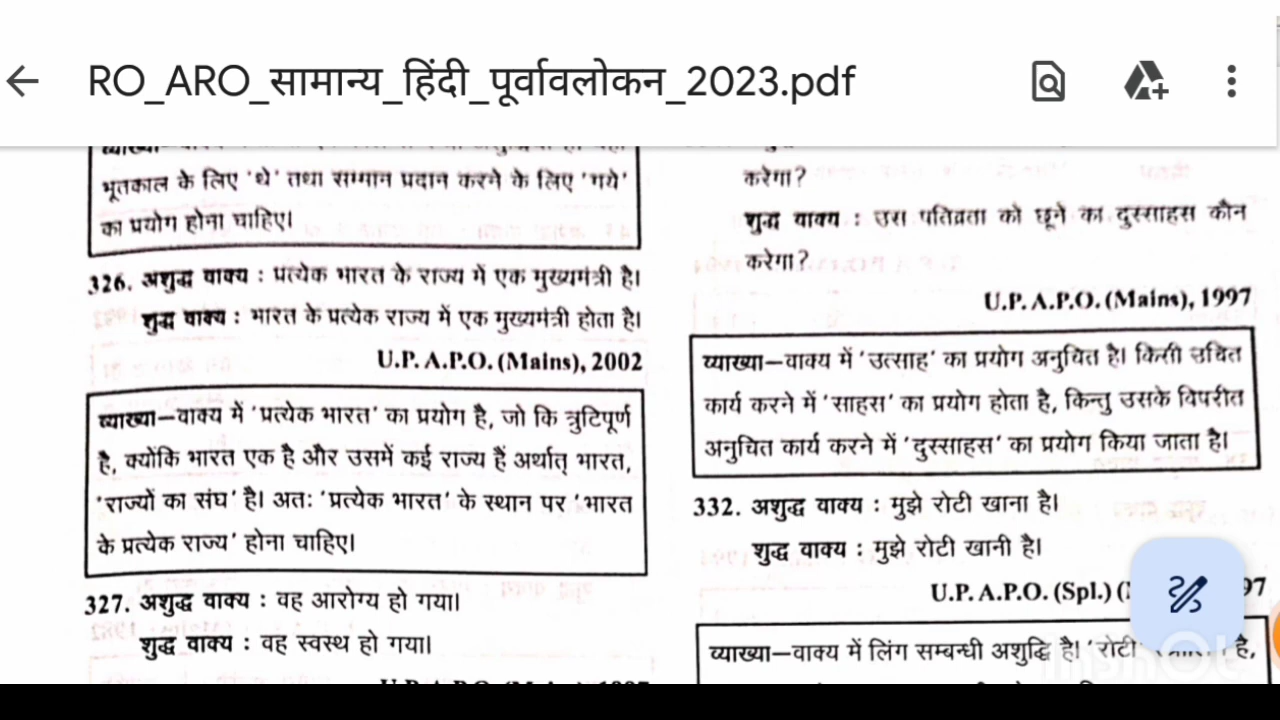 RO_ARO_सामान्य_हिंदी_पूर्वावलोकन_2023.pdf
भूतकाल के लिए 'थे' तथा सम्मान प्रदान करने के लिए 'गये'
का प्रयोग होना चाहिए।
326. अशुद्ध वाक्य : प्रत्येक भारत के राज्य में एक मुख्यमंत्री है।
शुद्ध वाक्य : भारत के प्रत्येक राज्य में एक मुख्यमंत्री होता है।
U.P.A.P.O. (Mains), 2002
व्याख्या–वाक्य में 'प्रत्येक भारत' का प्रयोग है, जो कि त्रुटिपूर्ण
है, क्योंकि भारत एक है और उसमें कई राज्य हैं अर्थात् भारत,
'राज्यों का संघ' है। अतः 'प्रत्येक भारत' के स्थान पर 'भारत
के प्रत्येक राज्य' होना चाहिए।
327. अशुद्ध वाक्य : वह आरोग्य हो गया।
शुद्ध वाक्य : वह स्वस्थ हो गया।
करेगा?
शुद्ध वाक्य : उस पतिव्रता को छूने का दुस्साहस कौन
करेगा?
U.P.A.P.O. (Mains), 1997
व्याख्या–वाक्य में 'उत्साह' का प्रयोग अनुचित है। किसी उचित
कार्य करने में 'साहस' का प्रयोग होता है, किन्तु उसके विपरीत
अनुचित कार्य करने में 'दुस्साहस' का प्रयोग किया जाता है।
332. अशुद्ध वाक्य : मुझे रोटी खाना है।
शुद्ध वाक्य : मुझे रोटी खानी है।
U.P.A.P.O. (Spl.) (
97
व्याख्या–वाक्य में लिंग सम्बन्धी अशुद्धि है। 'रोटी है,